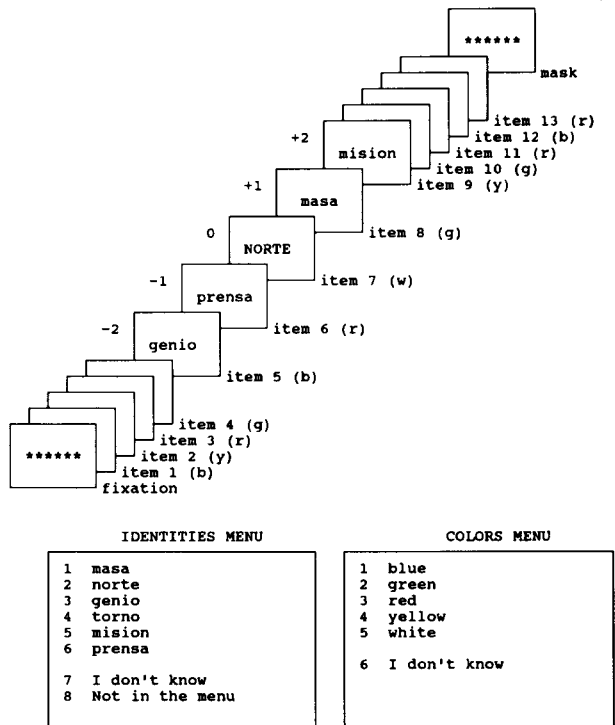 ******
mask
item 13 (r)
item 12 (b)
+2
item 11 (r)
mision
item 10 (g)
item 9 (y)
+1
masa
0
item 8 (g)
NORTE
-1
item 7 (w)
prensa
-2
item 6 (r)
genio
item 5 (b)
item 4 (g)
item 3 (r)
******
item 2 (y)
item 1 (b)
fixation
IDENTITIES MENU
1 masa
2 norte
3 genio
4 torno
5 mision
6 prensa
7 I don't know
8 Not in the menu
COLORS MENU
1 blue
2 green
3 red
4 yellow
5 white
6 I don't know